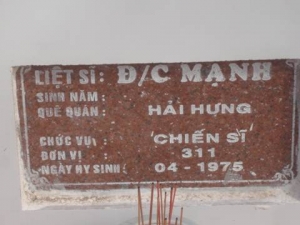 LIỆT SĨ: Đ/C MẠNH
SINH NĂM :
QUÊ QUÁN : HẢI HƯNG
CHỨC VỤ : 'CHIẾN SĨ'
ĐƠN VỊ : 311
NGÀY HY SINH : 04 - 1975